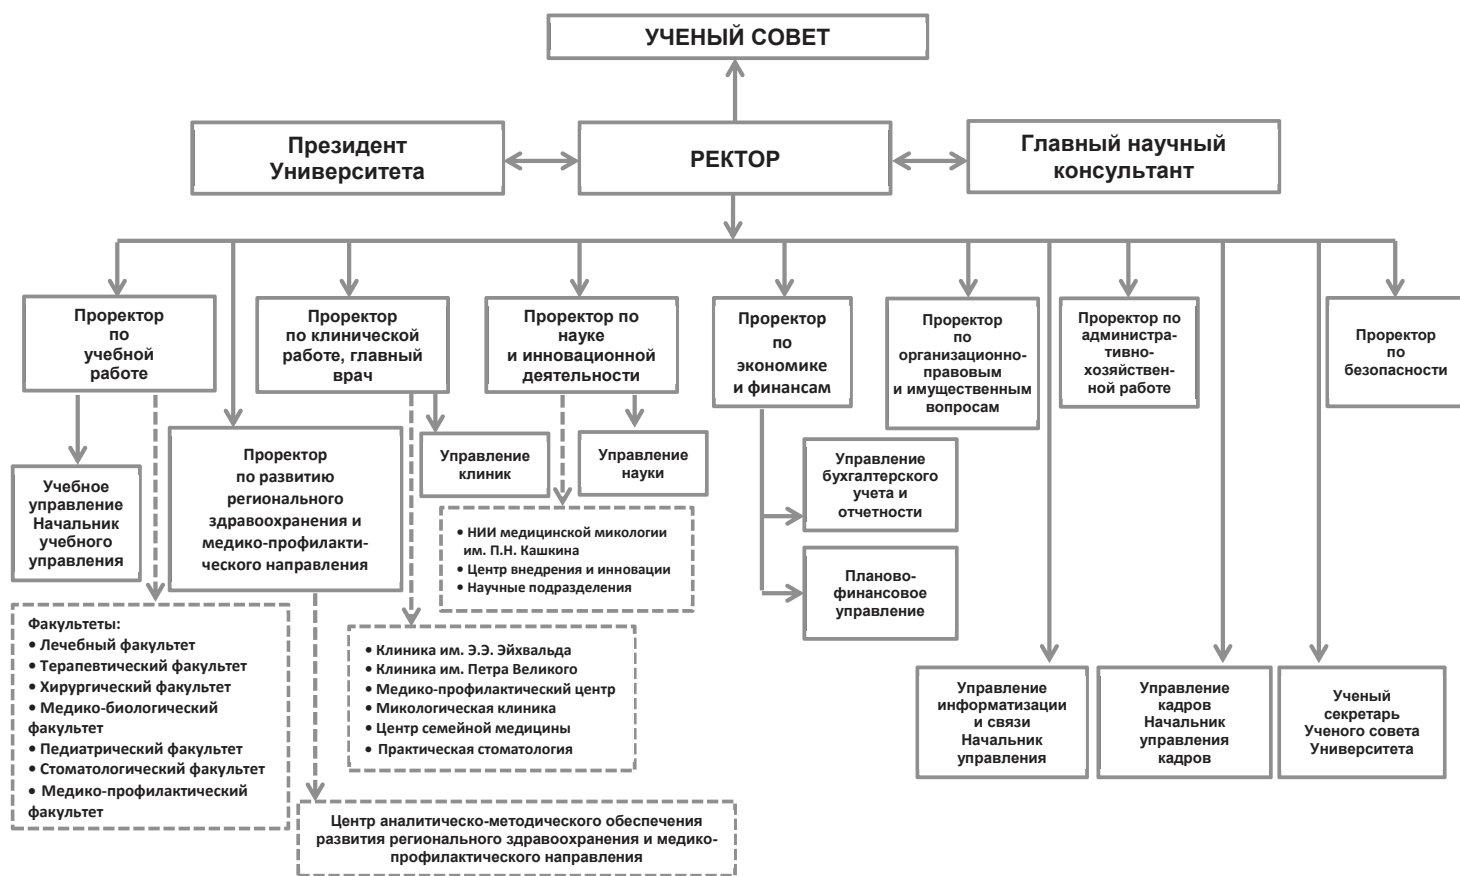 УЧЕНЫЙ СОВЕТ
Президент
Университета
РЕКТОР
Главный научный
консультант
Проректор
по
учебной
работе
Проректор
по клинической
работе, главный
врач
Проректор по
науке
и инновационной
деятельности
Проректор
по
экономике
и финансам
Проректор
по
организационно-
правовым
и имущественным
вопросам
Проректор по
администра-
тивно-
хозяйствен-
ной работе
Проректор
по
безопасности
Учебное
управление
Начальник
учебного
управления
Проректор
по развитию
регионального
здравоохранения и
медико-профилакти-
ческого направления
Управление
клиник
Управление
науки
Управление
бухгалтерского
учета и
отчетности
• НИИ медицинской микологии
им. П.Н. Кашкина
• Центр внедрения и инновации
• Научные подразделения
Планово-
финансовое
управление
Факультеты:
• Лечебный факультет
• Терапевтический факультет
• Хирургический факультет
• Медико-биологический
факультет
• Педиатрический факультет
• Стоматологический факультет
• Медико-профилактический
факультет
• Клиника им. Э.Э. Эйхвальда
• Клиника им. Петра Великого
• Медико-профилактический центр
• Микологическая клиника
• Центр семейной медицины
• Практическая стоматология
Управление
информатизации
и связи
Начальник
управления
Управление
кадров
Начальник
управления
кадров
Ученый
секретарь
Ученого совета
Университета
Центр аналитическо-методического обеспечения
развития регионального здравоохранения и медико-
профилактического направления